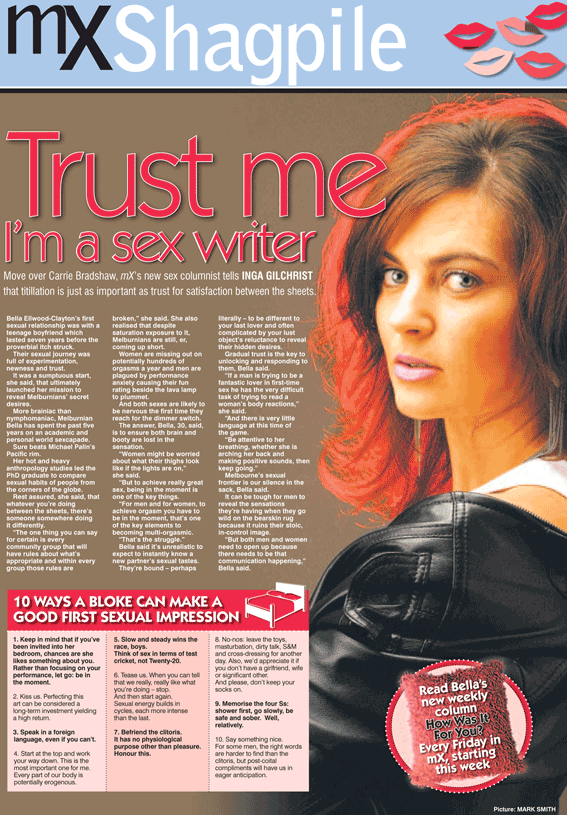 mXShagpile
Trust me
I'm a sex writer
Move over Carrie Bradshaw, mX's new sex columnist tells INGA GILCHRIST
that titillation is just as important as trust for satisfaction between the sheets.
Bella Ellwood-Clayton's first
sexual relationship was with a
teenage boyfriend which
lasted seven years before the
proverbial itch struck.
Their sexual journey was
full of experimentation,
newness and trust.
It was a sumptuous start,
she said, that ultimately
launched her mission to
reveal Melburnians' secret
desires.
More brainiac than
nymphomaniac, Melburnian
Bella has spent the past five
years on an academic and
personal world sexcapade.
Sure beats Michael Palin's
Pacific rim.
Her hot and heavy
anthropology studies led the
PhD graduate to compare
sexual habits of people from
the corners of the globe.
Rest assured, she said, that
whatever you're doing
between the sheets, there's
someone somewhere doing
it differently.
"The one thing you can say
for certain is every
community group that will
have rules about what's
appropriate and within every
group those rules are
broken," she said. She also
realised that despite
saturation exposure to it,
Melburnians are still, er,
coming up short.
Women are missing out on
potentially hundreds of
orgasms a year and men are
plagued by performance
anxiety causing their fun
rating beside the lava lamp
to plummet.
And both sexes are likely to
be nervous the first time they
reach for the dimmer switch.
The answer, Bella, 30, said,
is to ensure both brain and
booty are lost in the
sensation.
"Women might be worried
about what their thighs look
like if the lights are on,"
she said.
"But to achieve really great
sex, being in the moment is
one of the key things.
"For men and for women, to
achieve orgasm you have to
be in the moment, that's one
of the key elements to
becoming multi-orgasmic.
"That's the struggle."
Bella said it's unrealistic to
expect to instantly know a
new partner's sexual tastes.
They're bound – perhaps
literally – to be different to
your last lover and often
complicated by your lust
object's reluctance to reveal
their hidden desires.
Gradual trust is the key to
unlocking and responding to
them, Bella said.
"If a man is trying to be a
fantastic lover in first-time
sex he has the very difficult
task of trying to read a
woman's body reactions,"
she said.
"And there is very little
language at this time of
the game.
"Be attentive to her
breathing, whether she is
arching her back and
making positive sounds, then
keep going."
Melbourne's sexual
frontier is our silence in the
sack, Bella said.
It can be tough for men to
reveal the sensations
they're having when they go
wild on the bearskin rug
because it ruins their stoic,
in-control image.
"But both men and women
need to open up because
there needs to be that
communication happening,"
Bella said.
10 WAYS A BLOKE CAN MAKE A
GOOD FIRST SEXUAL IMPRESSION
1. Keep in mind that if you've
been invited into her
bedroom, chances are she
likes something about you.
Rather than focusing on your
performance, let go: be in
the moment.
2. Kiss us. Perfecting this
art can be considered a
long-term investment yielding
a high return.
3. Speak in a foreign
language, even if you can't.
4. Start at the top and work
your way down. This is the
most important one for me.
Every part of our body is
potentially erogenous.
5. Slow and steady wins the
race, boys.
Think of sex in terms of test
cricket, not Twenty-20.
6. Tease us. When you can tell
that we really, really like what
you're doing – stop.
And then start again.
Sexual energy builds in
cycles, each more intense
than the last.
7. Befriend the clitoris.
It has no physiological
purpose other than pleasure.
Honour this.
8. No-nos: leave the toys,
masturbation, dirty talk, S&M
and cross-dressing for another
day. Also, we'd appreciate it if
you don't have a girlfriend, wife
or significant other.
And please, don't keep your
socks on.
9. Memorise the four Ss:
shower first, go slowly, be
safe and sober. Well,
relatively.
10. Say something nice.
For some men, the right words
are harder to find than the
clitoris, but post-coital
compliments will have us in
eager anticipation.
Read Bella's
new weekly
column
How Was It
For You?
Every Friday in
mX, starting
this week
Picture: MARK SMITH